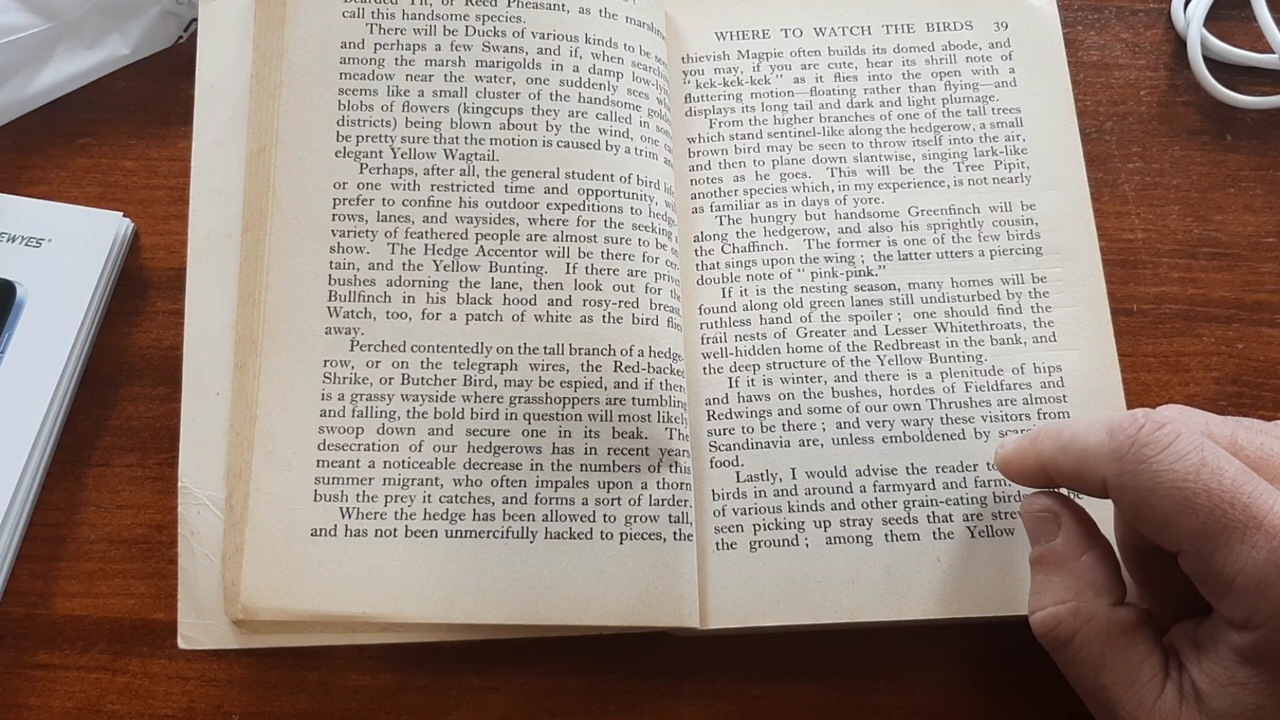 EWYES®
Bearded Tit, or Reed Pheasant, as the marshm
call this handsome species.
There will be Ducks of various kinds to be
and perhaps a few Swans, and if, when search
among the marsh marigolds in a damp low-ly
meadow near the water, one suddenly sees
seems like a small cluster of the handsome gold
blobs of flowers (kingcups they are called in
districts) being blown about by the wind, one
be pretty sure that the motion is caused by a trim
elegant Yellow Wagtail.
Perhaps, after all, the general student of bird
or one with restricted time and opportunity,
prefer to confine his outdoor expeditions to hedge-
rows, lanes, and waysides, where for the seeking
variety of feathered people are almost sure to be
show. The Hedge Accentor will be there for cer-
tain, and the Yellow Bunting. If there are
bushes adorning the lane, then look out for the
Bullfinch in his black hood and rosy-red breast.
Watch, too, for a patch of white as the bird flies
away.
Perched contentedly on the tall branch of a hedge-
row, or on the telegraph wires, the Red-backed
Shrike, or Butcher Bird, may be espied, and if there
is a grassy wayside where grasshoppers are tumbling
and falling, the bold bird in question will most likely
swoop down and secure one in its beak. The
desecration of our hedgerows has in recent years
meant a noticeable decrease in the numbers of this
summer migrant, who often impales upon a thorn
bush the prey it catches, and forms a sort of larder.
Where the hedge has been allowed to grow tall,
and has not been unmercifully hacked to pieces, the
WHERE TO WATCH THE BIRDS 39
thievish Magpie often builds its domed abode, and
you may, if you are cute, hear its shrill note of
“ kek-kek-kek ” as it flies into the open with a
fluttering motion—floating rather than flying—and
displays its long tail and dark and light plumage.
From the higher branches of one of the tall trees
which stand sentinel-like along the hedgerow, a small
brown bird may be seen to throw itself into the air,
and then to plane down slantwise, singing lark-like
notes as he goes. This will be the Tree Pipit,
another species which, in my experience, is not nearly
as familiar as in days of yore.
The hungry but handsome Greenfinch will be
along the hedgerow, and also his sprightly cousin,
the Chaffinch. The former is one of the few birds
that sings upon the wing ; the latter utters a piercing
double note of “ pink-pink.”
If it is the nesting season, many homes will be
found along old green lanes still undisturbed by the
ruthless hand of the spoiler ; one should find the
frail nests of Greater and Lesser Whitethroats, the
well-hidden home of the Redbreast in the bank, and
the deep structure of the Yellow Bunting.
If it is winter, and there is a plenitude of hips
and haws on the bushes, hordes of Fieldfares and
Redwings and some of our own Thrushes are almost
sure to be there ; and very wary these visitors from
Scandinavia are, unless emboldened by
food.
Lastly, I would advise the reader to
birds in and around a farmyard and farm.
of various kinds and other grain-eating birds be
seen picking up stray seeds that are
the ground ; among them the Yellow